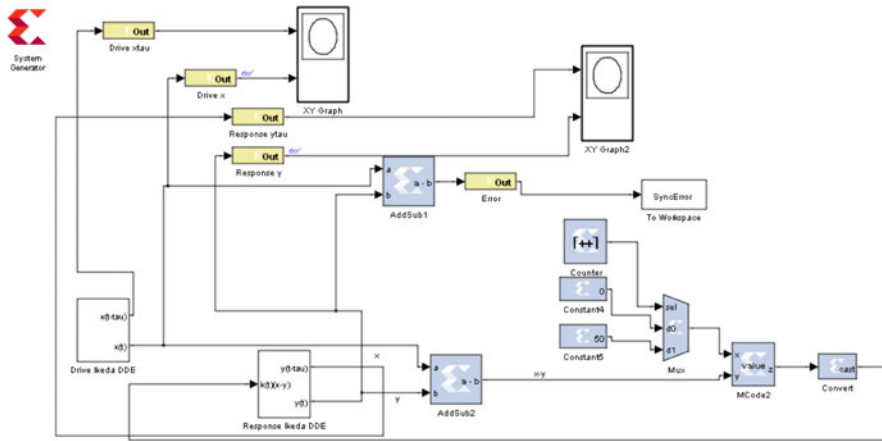 System
Generator
Out
Drive xtau
Out
Drive x
XY Graph
Out
Response ytau
Out
Response y
XY Graph2
a
b
a - b
AddSub1
Out
Error
SyncError
To Workspace
[++]
Counter
0
Constant4
50
Constant5
sel
d0
d1
Mux
x(t-tau)
x(t)
Drive Ikeda DDE
x
k(t)(x-y)
y(t-tau)
y(t)
Response Ikeda DDE
y
a
b
a - b
AddSub2
x-y
x
y
value
z
MCode2
cast
Convert